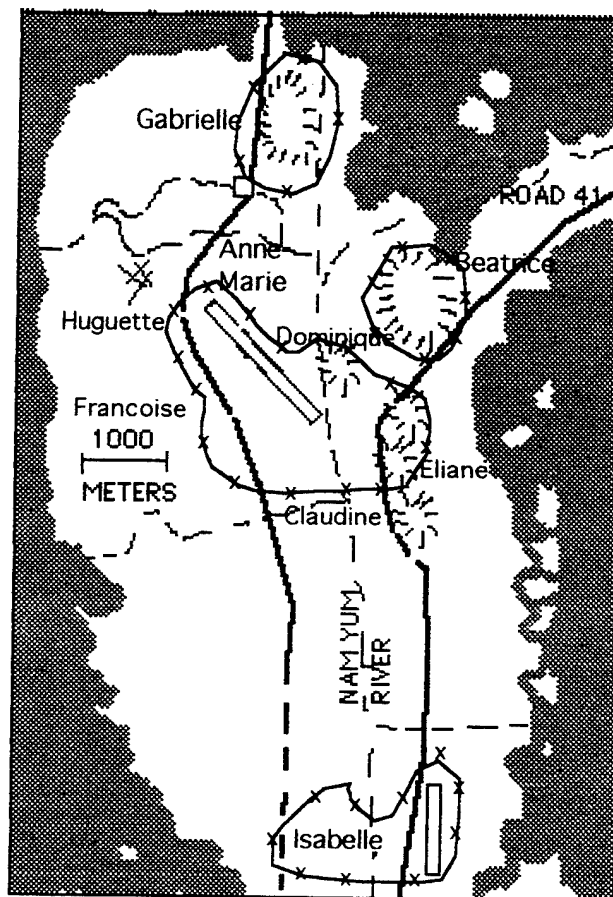 Gabrielle
ROAD 41
Anne
Marie
Beatrice
Huguette
Dominique
Francoise
1000
METERS
Eliane
Claudine
NAM YUM
RIVER
Isabelle